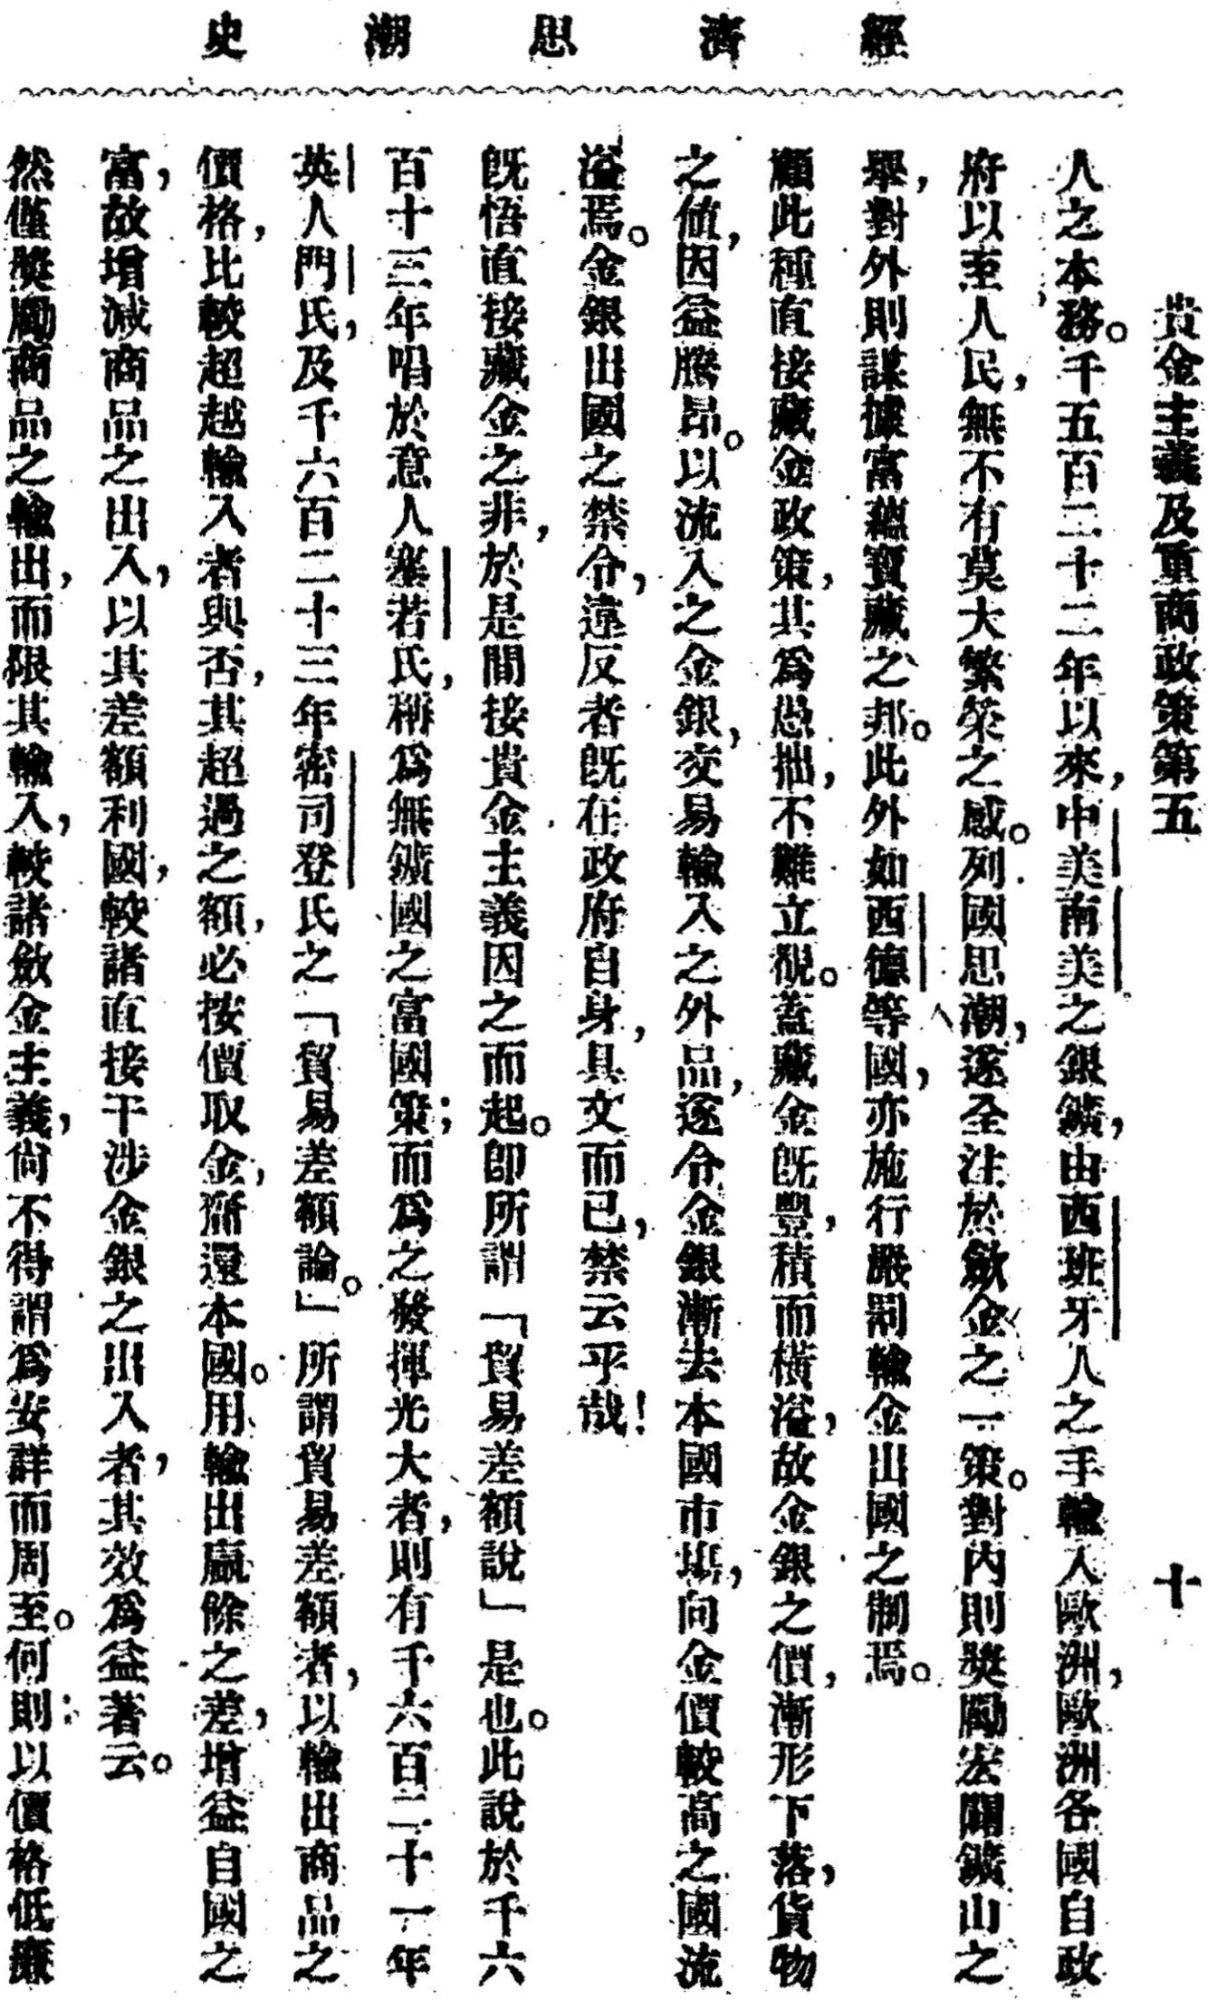 經濟思潮史
貴金主義及重商政策第五　十
人之本務。千五百二十二年以來，中美南美之銀鑛，由西班牙人之手輸入歐洲，歐洲各國自政
府以至人民，無不有莫大繁榮之感。列國思潮，遂全注於斂金之一策。對內則獎勵宏闢鑛山之
舉，對外則謀據富蘊寶藏之邦。此外如西德等國，亦施行嚴罰輸金出國之制焉。
顧此種直接藏金政策，其爲愚拙，不難立覩。蓋藏金旣豐，積而橫溢，故金銀之價，漸形下落，貨物
之値，因益騰昂。以流入之金銀，交易輸入之外品，遂令金銀漸去本國市塲，向金價較高之國流
溢焉。金銀出國之禁令，違反者旣在政府自身，具文而已，禁云乎哉！
旣悟直接藏金之非，於是間接貴金主義因之而起。卽所謂「貿易差額說」是也。此說於千六
百十三年唱於意人塞若氏，稱爲無鑛國之富國策；而爲之發揮光大者，則有千六百二十一年
英人門氏，及千六百二十三年密司登氏之「貿易差額論。」所謂貿易差額者，以輸出商品之
價格，比較超越輸入者與否，其超過之額，必按價取金，齎還本國。用輸出贏餘之差，增益自國之
富，故增減商品之出入，以其差額利國，較諸直接干涉金銀之出入者，其效爲益著云。
然僅獎勵商品之輸出，而限其輸入，較諸斂金主義，尙不得謂爲安詳而周至。何則：以價格低廉